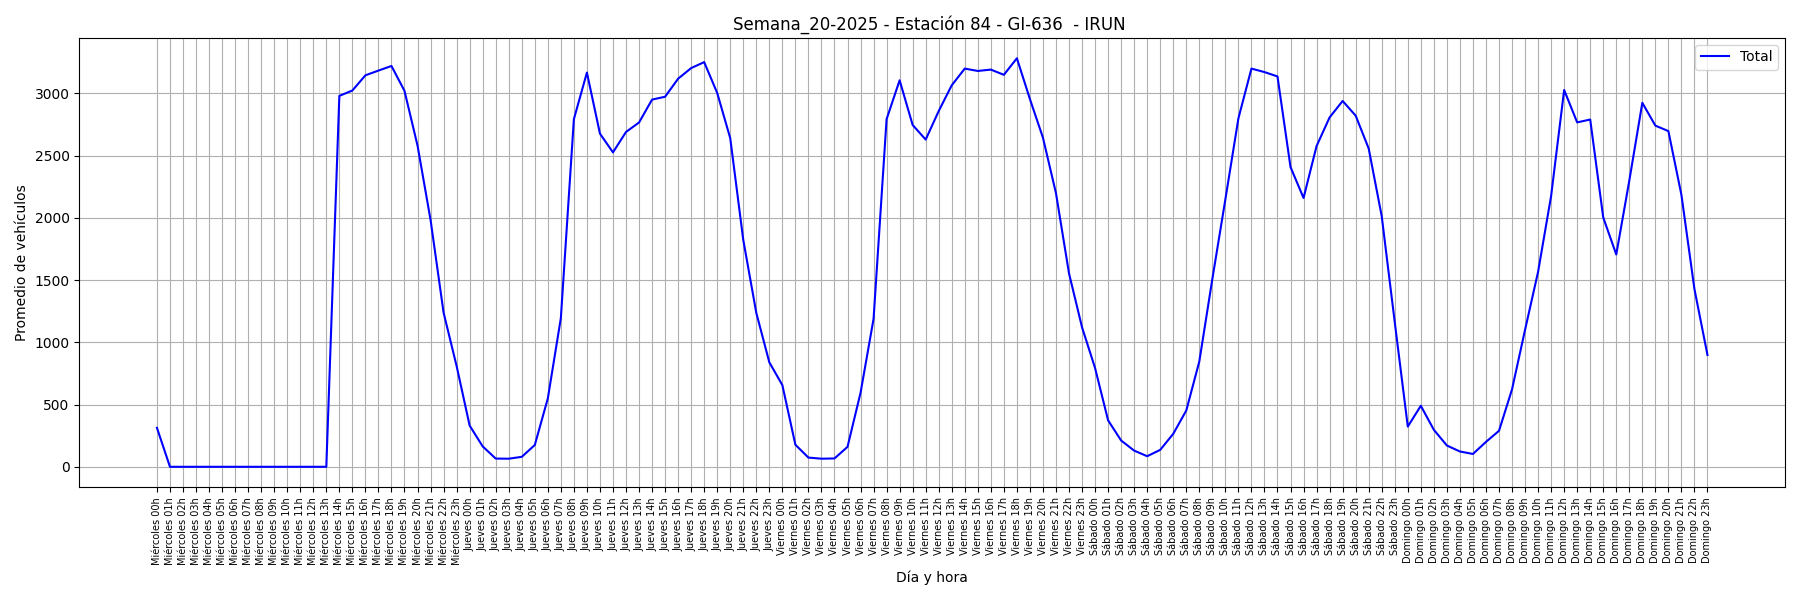 Semana_20-2025 - Estación 84 - GI-636  - IRUN
Total
Promedio de vehículos
3000
2500
2000
1500
1000
500
0
Miércoles 00h
Miércoles 01h
Miércoles 02h
Miércoles 03h
Miércoles 04h
Miércoles 05h
Miércoles 06h
Miércoles 07h
Miércoles 08h
Miércoles 09h
Miércoles 10h
Miércoles 11h
Miércoles 12h
Miércoles 13h
Miércoles 14h
Miércoles 15h
Miércoles 16h
Miércoles 17h
Miércoles 18h
Miércoles 19h
Miércoles 20h
Miércoles 21h
Miércoles 22h
Miércoles 23h
Jueves 00h
Jueves 01h
Jueves 02h
Jueves 03h
Jueves 04h
Jueves 05h
Jueves 06h
Jueves 07h
Jueves 08h
Jueves 09h
Jueves 10h
Jueves 11h
Jueves 12h
Jueves 13h
Jueves 14h
Jueves 15h
Jueves 16h
Jueves 17h
Jueves 18h
Jueves 19h
Jueves 20h
Jueves 21h
Jueves 22h
Jueves 23h
Viernes 00h
Viernes 01h
Viernes 02h
Viernes 03h
Viernes 04h
Viernes 05h
Viernes 06h
Viernes 07h
Viernes 08h
Viernes 09h
Viernes 10h
Viernes 11h
Viernes 12h
Viernes 13h
Viernes 14h
Viernes 15h
Viernes 16h
Viernes 17h
Viernes 18h
Viernes 19h
Viernes 20h
Viernes 21h
Viernes 22h
Viernes 23h
Sábado 00h
Sábado 01h
Sábado 02h
Sábado 03h
Sábado 04h
Sábado 05h
Sábado 06h
Sábado 07h
Sábado 08h
Sábado 09h
Sábado 10h
Sábado 11h
Sábado 12h
Sábado 13h
Sábado 14h
Sábado 15h
Sábado 16h
Sábado 17h
Sábado 18h
Sábado 19h
Sábado 20h
Sábado 21h
Sábado 22h
Sábado 23h
Domingo 00h
Domingo 01h
Domingo 02h
Domingo 03h
Domingo 04h
Domingo 05h
Domingo 06h
Domingo 07h
Domingo 08h
Domingo 09h
Domingo 10h
Domingo 11h
Domingo 12h
Domingo 13h
Domingo 14h
Domingo 15h
Domingo 16h
Domingo 17h
Domingo 18h
Domingo 19h
Domingo 20h
Domingo 21h
Domingo 22h
Domingo 23h
Día y hora